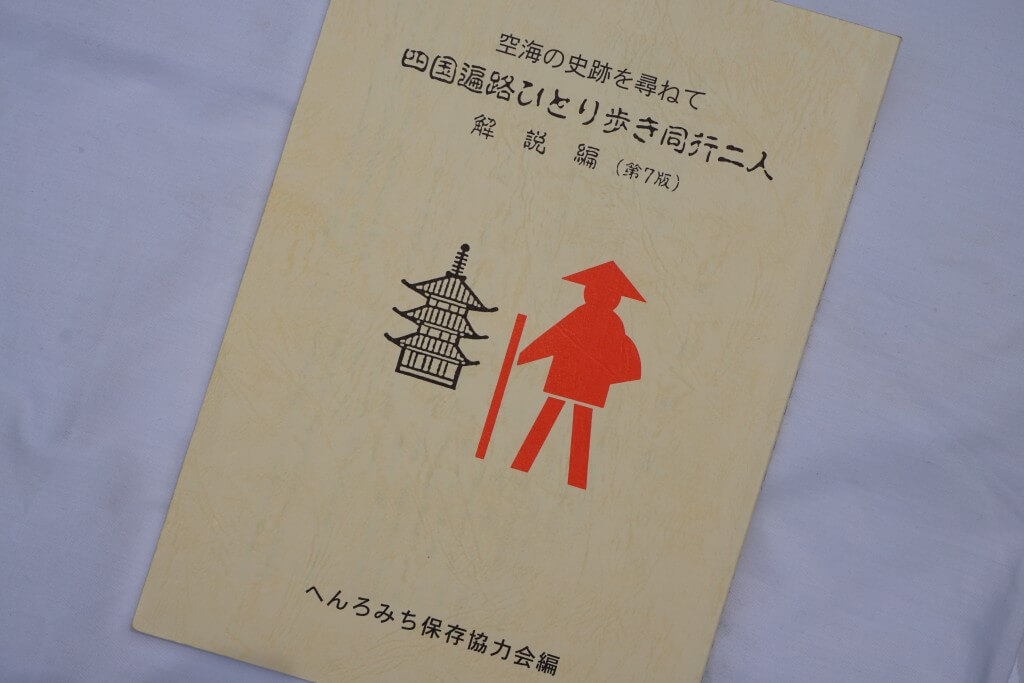 空海の史跡を尋ねて
四国遍路ひとり歩き同行二人
解説編(第7版)
へんろみち保存協力会編